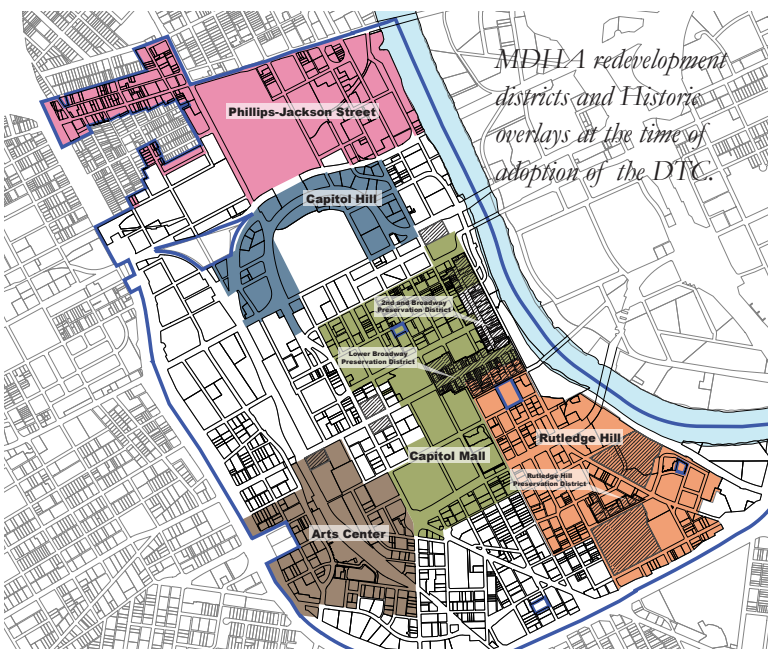 MDHA redevelopment
districts and Historic
overlays at the time of
adoption of the DTC.
Phillips-Jackson Street
Capitol Hill
2nd and Broadway
Preservation District
Lower Broadway
Preservation District
Rutledge Hill
Capitol Mall
Rutledge Hill
Preservation District
Arts Center